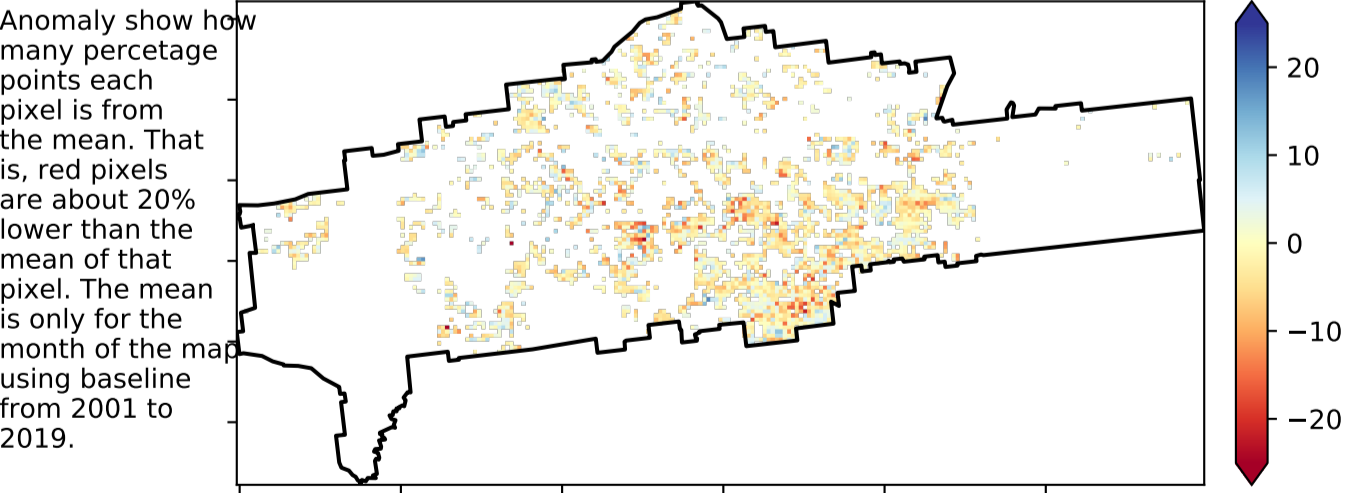 Anomaly show how
many percetage
points each
pixel is from
the mean. That
is, red pixels
are about 20%
lower than the
mean of that
pixel. The mean
is only for the
month of the map
using baseline
from 2001 to
2019.
20
10
0
−10
−20